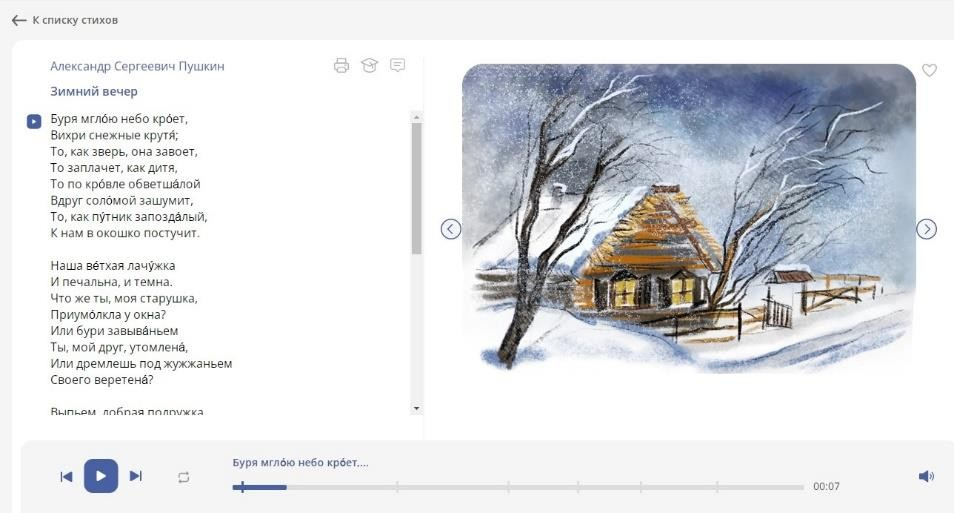 К списку стихов
Александр Сергеевич Пушкин
Зимний вечер
Буря мгло́ю небо кро́ет,
Вихри снежные крутя́;
То, как зверь, она завоет,
То заплачет, как дитя,
То по кро́вле обветша́лой
Вдруг соло́мой зашумит,
То, как пу́тник запозда́лый,
К нам в окошко постучит.
Наша ве́тхая лачу́жка
И печальна, и темна.
Что же ты, моя старушка,
Приумо́лкла у окна?
Или бури завыва́ньем
Ты, мой друг, утомлена́,
Или дремлешь под жужжаньем
Своего веретена́?
Выпьем, добрая подружка
Буря мгло́ю небо кро́ет,...
00:07